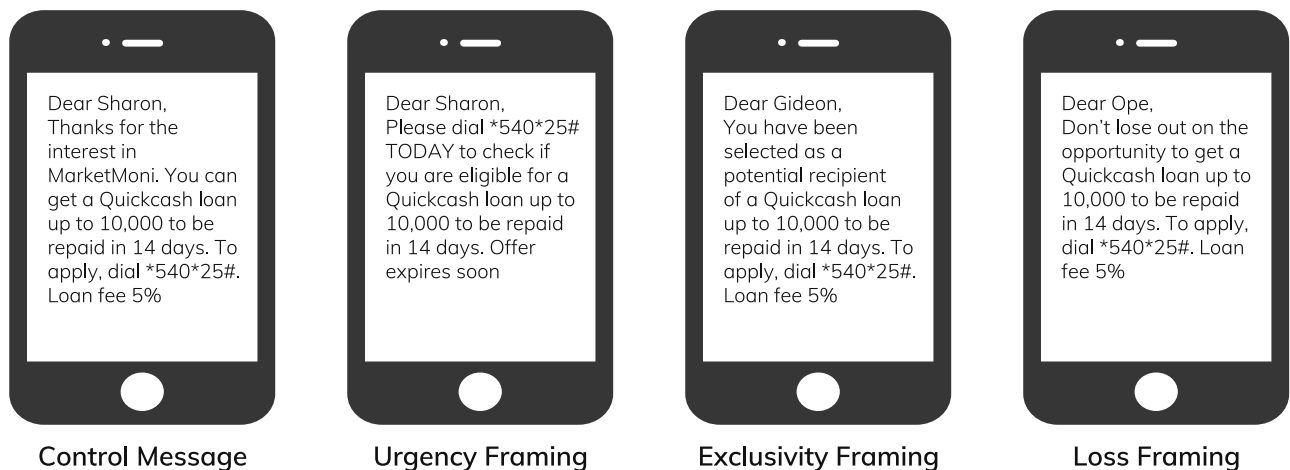 Dear Sharon,
Thanks for the
interest in
MarketMoni. You can
get a Quickcash loan
up to 10,000 to be
repaid in 14 days. To
apply, dial *540*25#.
Loan fee 5%
Control Message
Dear Sharon,
Please dial *540*25#
TODAY to check if
you are eligible for a
Quickcash loan up to
10,000 to be repaid
in 14 days. Offer
expires soon
Urgency Framing
Dear Gideon,
You have been
selected as a
potential recipient
of a Quickcash loan
up to 10,000 to be
repaid in 14 days. To
apply, dial *540*25#.
Loan fee 5%
Exclusivity Framing
Dear Ope,
Don’t lose out on the
opportunity to get a
Quickcash loan up to
10,000 to be repaid
in 14 days. To apply,
dial *540*25#. Loan
fee 5%
Loss Framing